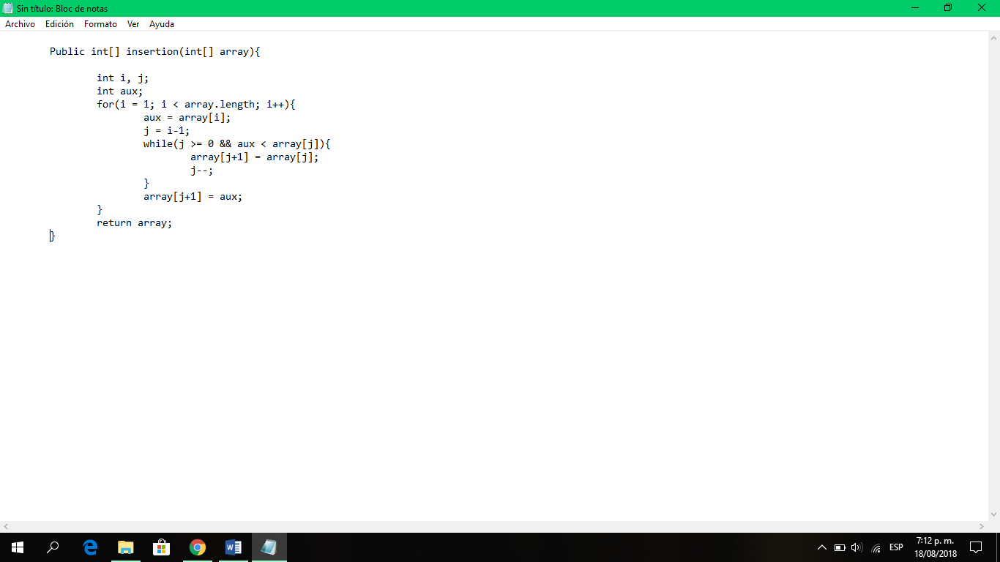 Sin título: Bloc de notas
Archivo Edición Formato Ver Ayuda
Public int[] insertion(int[] array){
int i, j;
int aux;
for(i = 1; i < array.length; i++){
aux = array[i];
j = i-1;
while(j >= 0 && aux < array[j]){
array[j+1] = array[j];
j--;
}
array[j+1] = aux;
}
return array;
}
ESP
7:12 p. m.
18/08/2018